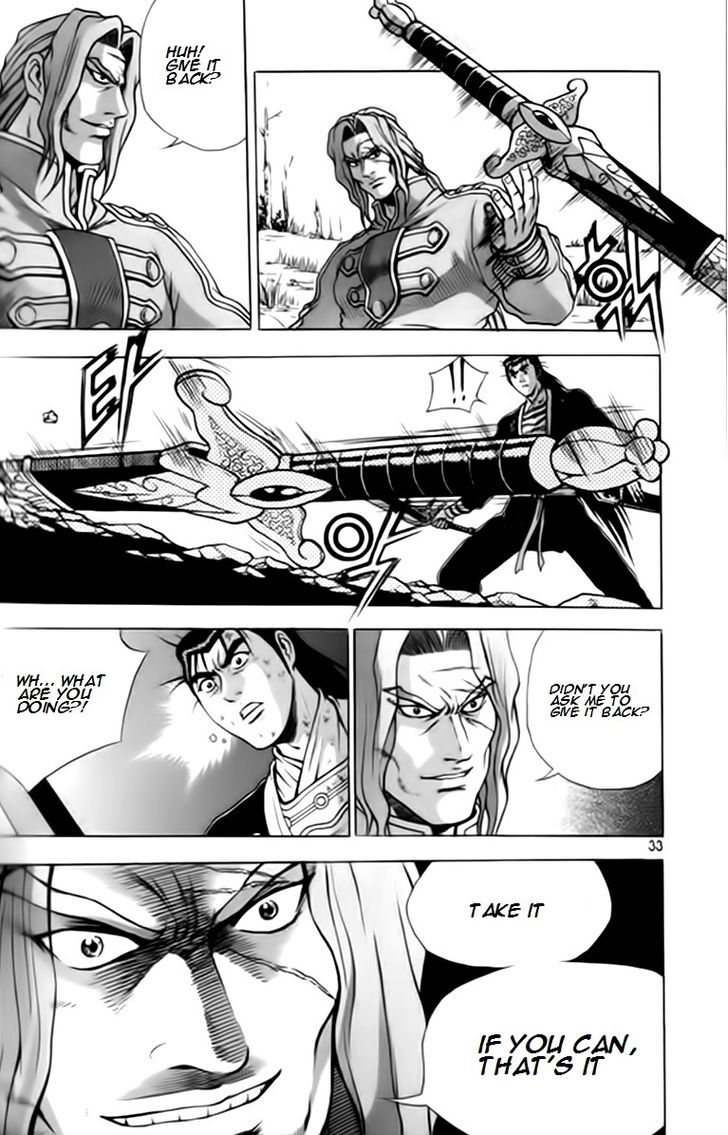 HUH!
GIVE IT
BACK?
!!
WH... WHAT
ARE YOU
DOING?!
DIDN'T YOU
ASK ME TO
GIVE IT BACK?
33
TAKE IT
IF YOU CAN,
THAT'S IT